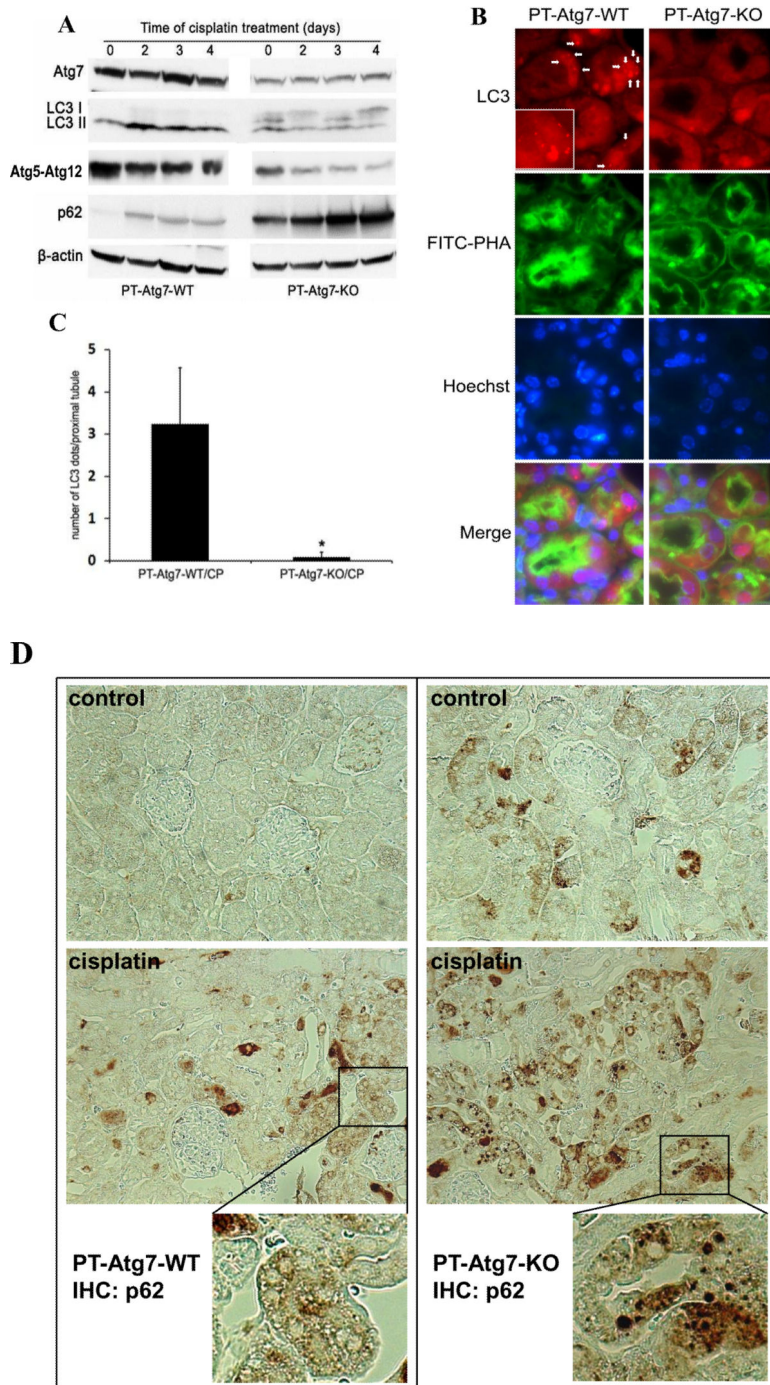 A
Time of cisplatin treatment (days)
0 2 3 4 0 2 3 4
Atg7
LC3 I
LC3 II
Atg5-Atg12
p62
β-actin
PT-Atg7-WT PT-Atg7-KO
B
PT-Atg7-WT PT-Atg7-KO
LC3
FITC-PHA
Hoechst
Merge
C
number of LC3 dots/proximal tubule
5
4
3
2
1
0
*
PT-Atg7-WT/CP PT-Atg7-KO/CP
D
control control
cisplatin cisplatin
PT-Atg7-WT
IHC: p62
PT-Atg7-KO
IHC: p62